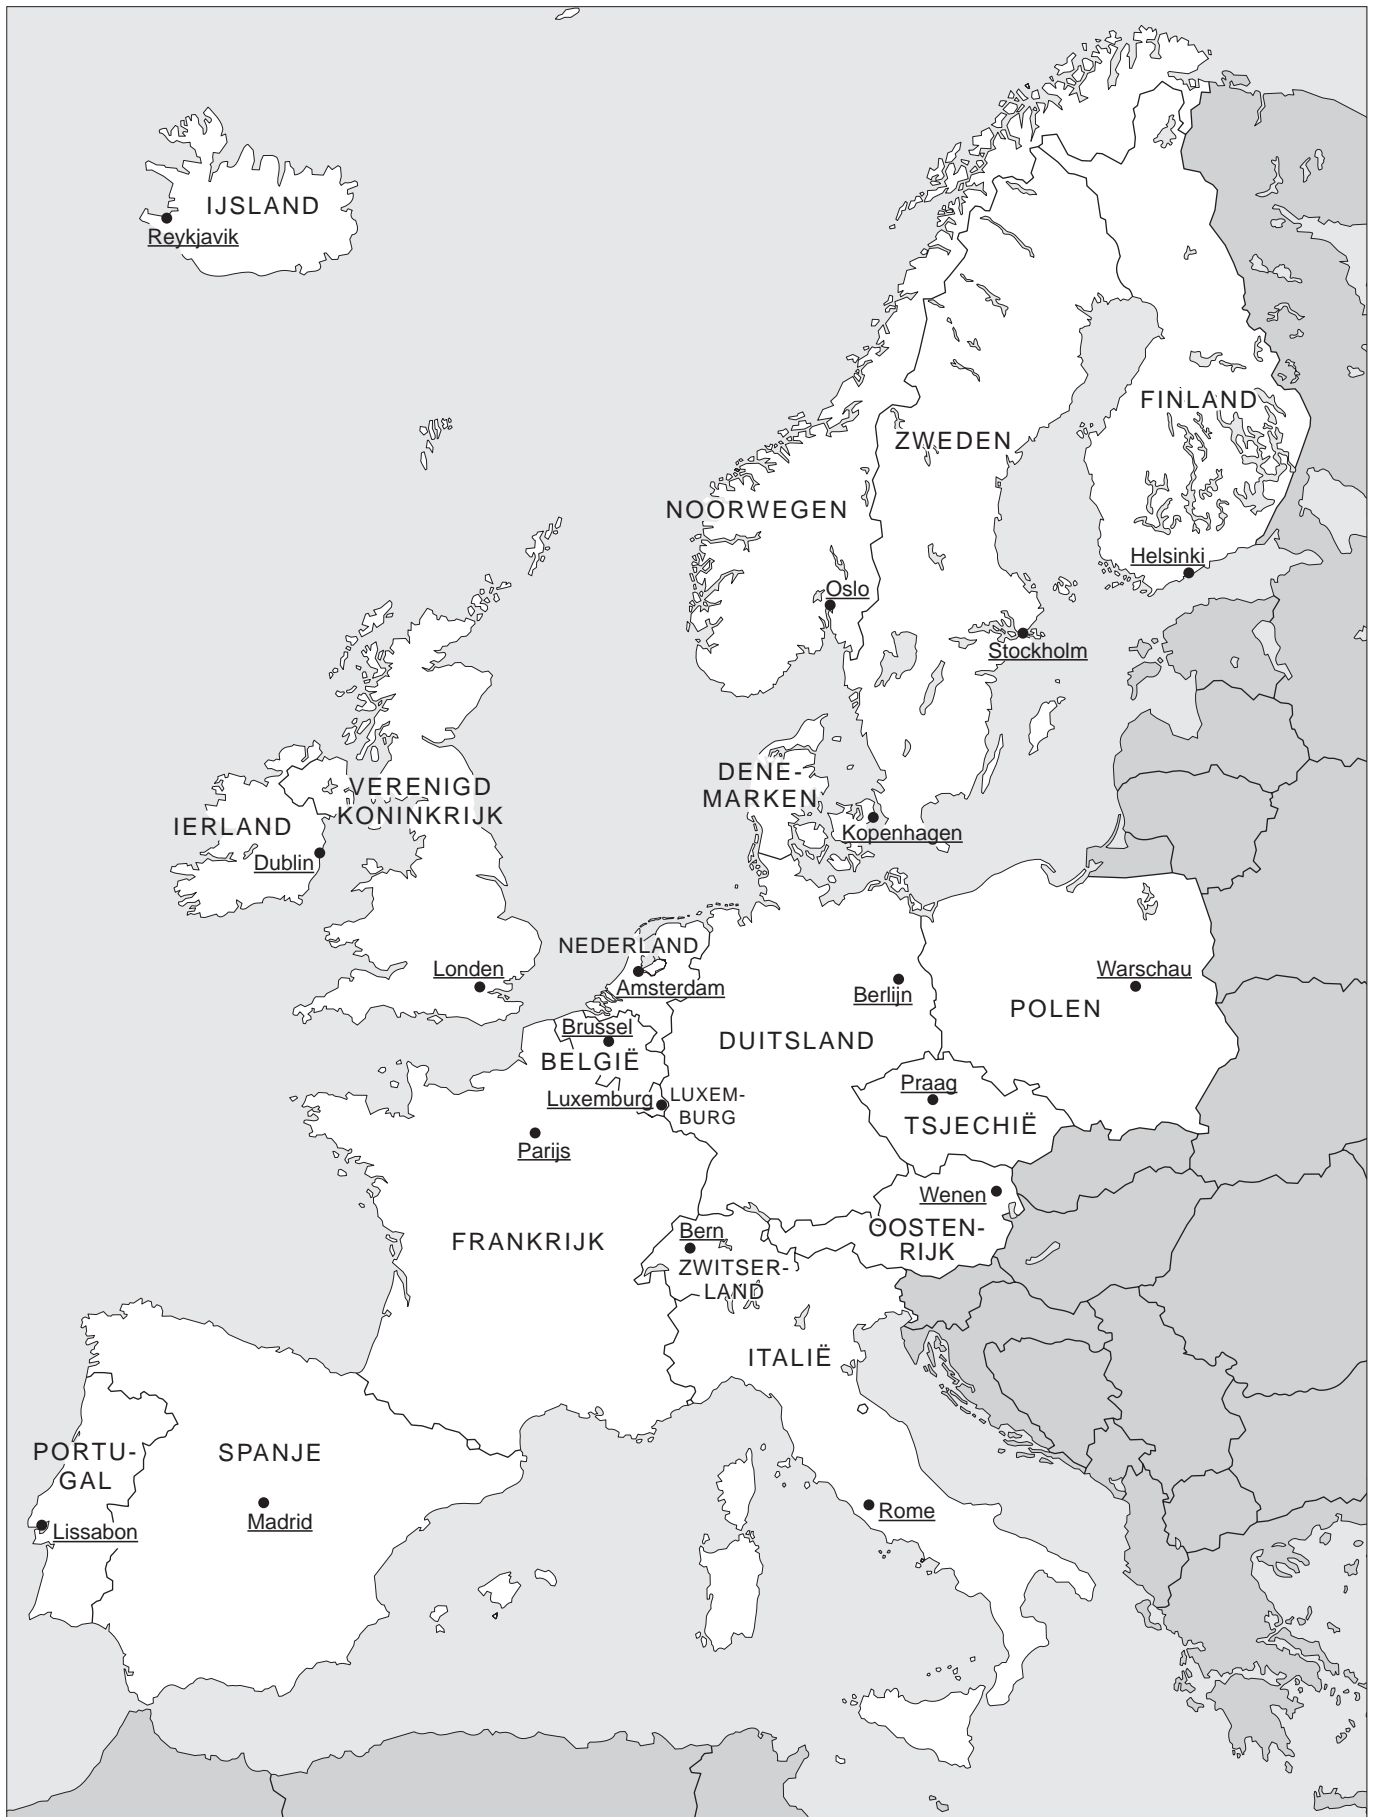 IJSLAND
Reykjavik
FINLAND
ZWEDEN
NOORWEGEN
Helsinki
Oslo
Stockholm
DENE-
MARKEN
Kopenhagen
VERENIGD
KONINKRIJK
IERLAND
Dublin
Londen
NEDERLAND
Amsterdam
Berlijn
Warschau
POLEN
DUITSLAND
Brussel
BELGIË
Luxemburg
LUXEM-
BURG
Praag
TSJECHIË
Parijs
Wenen
OOSTEN-
RIJK
FRANKRIJK
Bern
ZWITSER-
LAND
ITALIË
PORTU-
GAL
SPANJE
Lissabon
Madrid
Rome